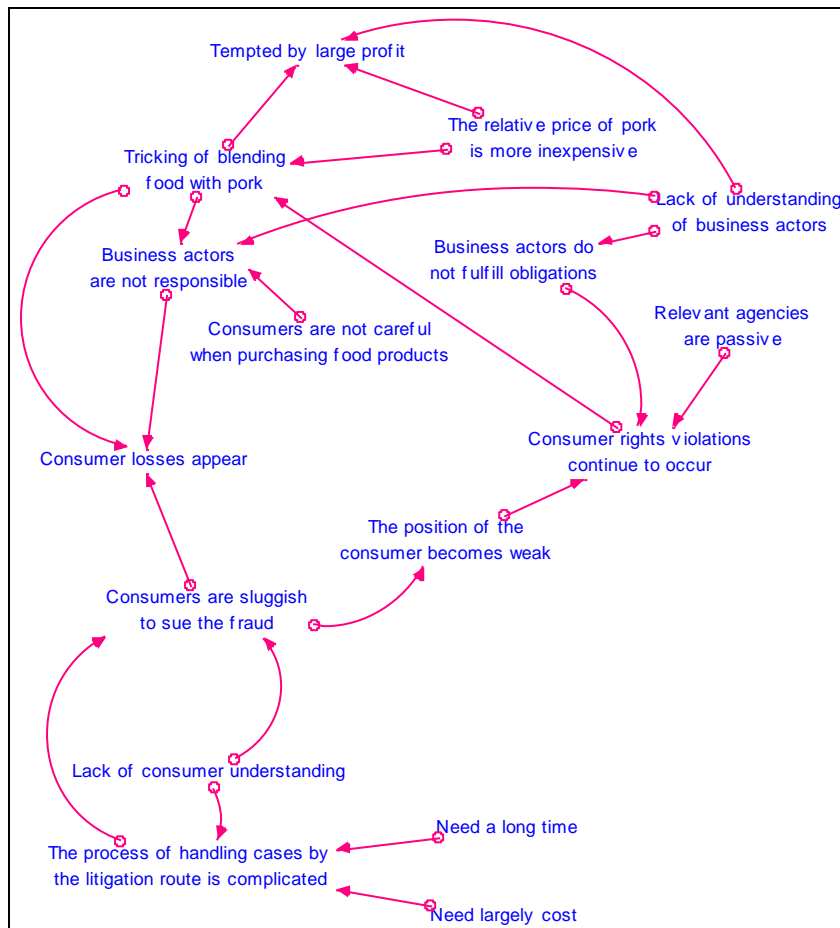 Tempted by large profit
The relative price of pork
is more inexpensive
Tricking of blending
food with pork
Lack of understanding
of business actors
Business actors
are not responsible
Business actors do
not fulfill obligations
Consumers are not careful
when purchasing food products
Relevant agencies
are passive
Consumer losses appear
Consumer rights violations
continue to occur
The position of the
consumer becomes weak
Consumers are sluggish
to sue the fraud
Lack of consumer understanding
Need a long time
The process of handling cases by
the litigation route is complicated
Need largely cost